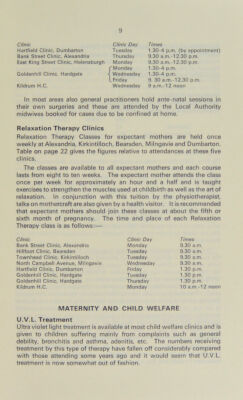 9
Clinic Clinic Day Times
Hartfield Clinic, Dumbarton Tuesday 1.30-4 p.m. (by appointment)
Bank Street Clinic, Alexandria Thursday 9.30 a.m.-12.30 p.m.
East King Street Clinic, Helensburgh Monday 9.30 a.m.-12.30 p.m.
Monday 1.30-4 p.m.
Goldenhill Clinic, Hardgate Wednesday 1.30-4 p.m.
Friday 9.30 a.m.-12.30 p.m.
Kildrum H.C. Wednesday 9 a.m.-12 noon
In most areas also general practitioners hold ante-natal sessions in
their own surgeries and these are attended by the Local Authority
midwives booked for cases due to be confined at home.
Relaxation Therapy Clinics
Relaxation Therapy Classes for expectant mothers are held once
weekly at Alexandria, Kirkintilloch, Bearsden, Milngavie and Dumbarton.
Table on page 22 gives the figures relative to attendances at these five
clinics.
The classes are available to all expectant mothers and each course
lasts from eight to ten weeks. The expectant mother attends the class
once per week for approximately an hour and a half and is taught
exercises to strengthen the muscles used at childbirth as well as the art of
relaxation. In conjunction with this tuition by the physiotherapist,
talks on mothercraft are also given by a health visitor. It is recommended
that expectant mothers should join these classes at about the fifth or
sixth month of pregnancy. The time and place of each Relaxation
Therapy class is as follows:—
Clinic Clinic Day Times
Bank Street Clinic, Alexandria Monday 9.30 a.m.
Hillfoot Clinic, Bearsden Tuesday 9.30 a.m.
Townhead Clinic, Kirkintilloch Tuesday 9.30 a.m.
North Campbell Avenue, Milngavie Wednesday 9.30 a.m.
Hartfield Clinic, Dumbarton Friday 1.30 p.m.
Goldenhill Clinic, Hardgate Tuesday 1.30 p.m.
Goldenhill Clinic, Hardgate Thursday 1.30 p.m.
Kildrum H.C. Monday 10 a.m.-12 noon
MATERNITY AND CHILD WELFARE
U.V.L. Treatment
Ultra violet light treatment is available at most child welfare clinics and is
given to children suffering mainly from complaints such as general
debility, bronchitis and asthma, adenitis, etc. The numbers receiving
treatment by this type of therapy have fallen off considerably compared
with those attending some years ago and it would seem that U.V.L.
treatment is now somewhat out of fashion.